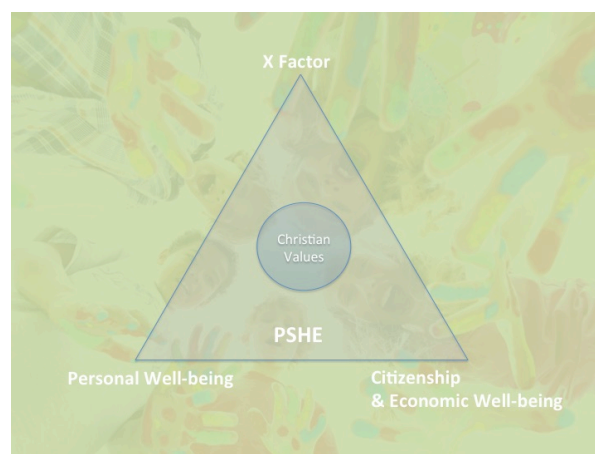 X Factor
Christian
Values
PSHE
Personal Well-being
Citizenship
& Economic Well-being